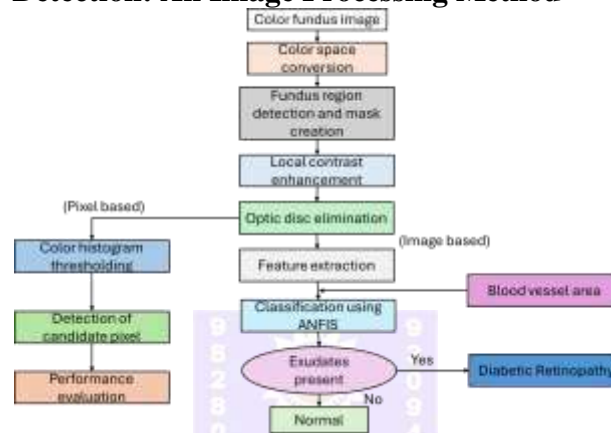 Detection: An Image Processing Method
Color fundus image
Color space
conversion
Fundus region
detection and mask
creation
Local contrast
enhancement
(Pixel based)
Optic disc elimination
(Image based)
Color histogram
thresholding
Feature extraction
Blood vessel area
Classification using
ANFIS
Detection of
candidate pixel
Exudates
present
Yes
Diabetic Retinopathy
Performance
evaluation
No
Normal